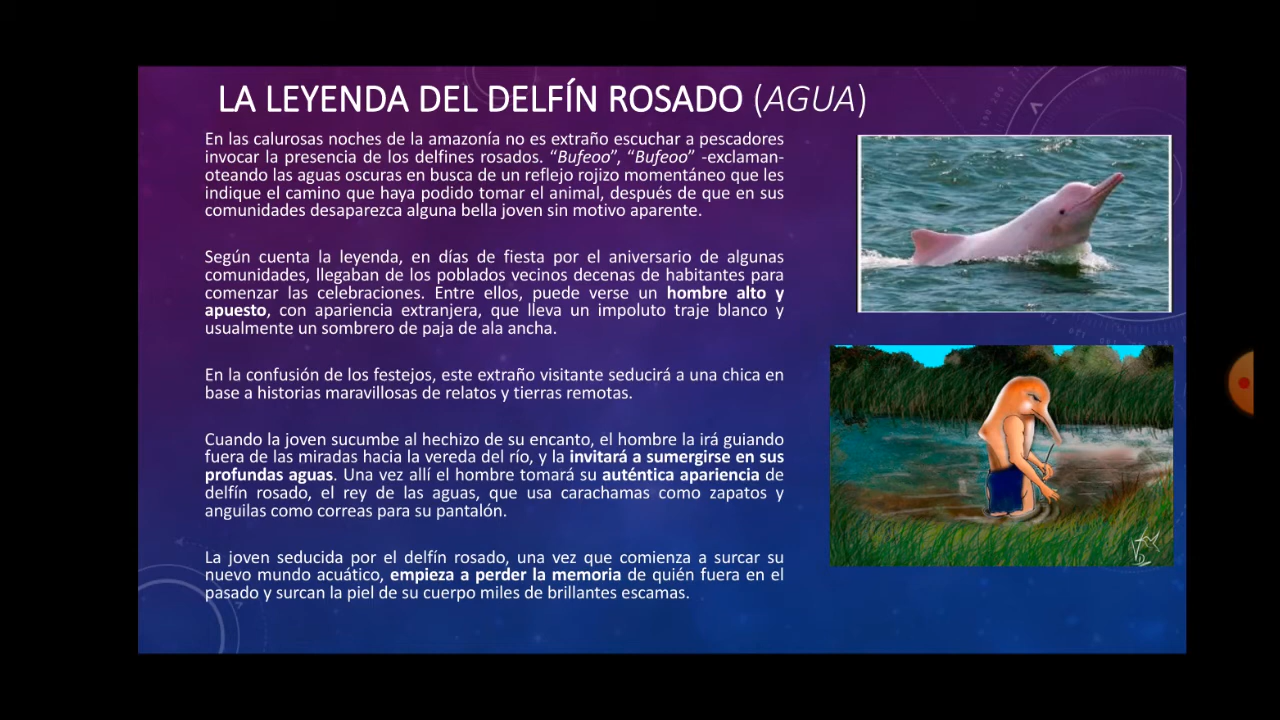 LA LEYENDA DEL DELFÍN ROSADO (AGUA)
En las calurosas noches de la amazonía no es extraño escuchar a pescadores
invocar la presencia de los delfines rosados. “Bufeoo”, “Bufeoo” -exclaman-
oteando las aguas oscuras en busca de un reflejo rojizo momentáneo que les
indique el camino que haya podido tomar el animal, después de que en sus
comunidades desaparezca alguna bella joven sin motivo aparente.
Según cuenta la leyenda, en días de fiesta por el aniversario de algunas
comunidades, llegaban de los poblados vecinos decenas de habitantes para
comenzar las celebraciones. Entre ellos, puede verse un hombre alto y
apuesto, con apariencia extranjera, que lleva un impoluto traje blanco y
usualmente un sombrero de paja de ala ancha.
En la confusión de los festejos, este extraño visitante seducirá a una chica en
base a historias maravillosas de relatos y tierras remotas.
Cuando la joven sucumbe al hechizo de su encanto, el hombre la irá guiando
fuera de las miradas hacia la vereda del río, y la invitará a sumergirse en sus
profundas aguas. Una vez allí el hombre tomará su auténtica apariencia de
delfín rosado, el rey de las aguas, que usa carachamas como zapatos y
anguilas como correas para su pantalón.
La joven seducida por el delfín rosado, una vez que comienza a surcar su
nuevo mundo acuático, empieza a perder la memoria de quién fuera en el
pasado y surcan la piel de su cuerpo miles de brillantes escamas.